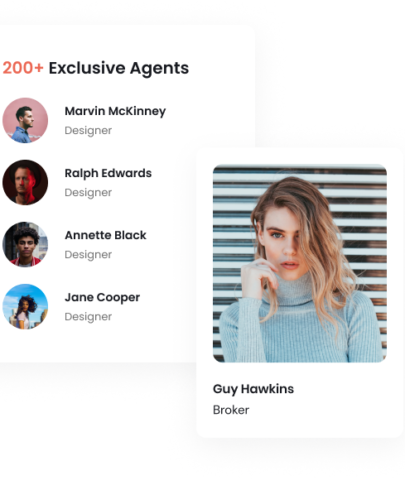 200+ Exclusive Agents
Marvin McKinney
Designer
Ralph Edwards
Designer
Annette Black
Designer
Jane Cooper
Designer
Guy Hawkins
Broker